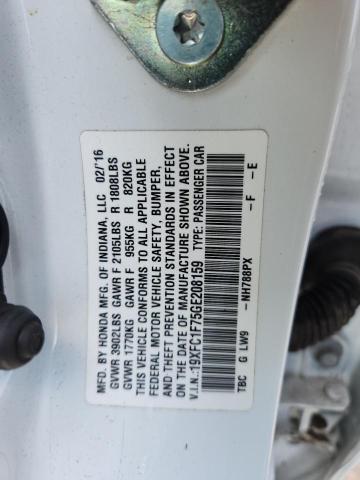 MFD. BY HONDA MFG. OF INDIANA, LLC 02/16
GVWR 3902LBS GAWR F 2105LBS R 1808LBS
GVWR 1770KG GAWR F 955KG R 820KG
THIS VEHICLE CONFORMS TO ALL APPLICABLE
FEDERAL MOTOR VEHICLE SAFETY, BUMPER,
AND THEFT PREVENTION STANDARDS IN EFFECT
ON THE DATE OF MANUFACTURE SHOWN ABOVE.
V.I.N.:19XFC1F75GE208159 TYPE: PASSENGER CAR
TBC G LW9 -NH788PX -F -E